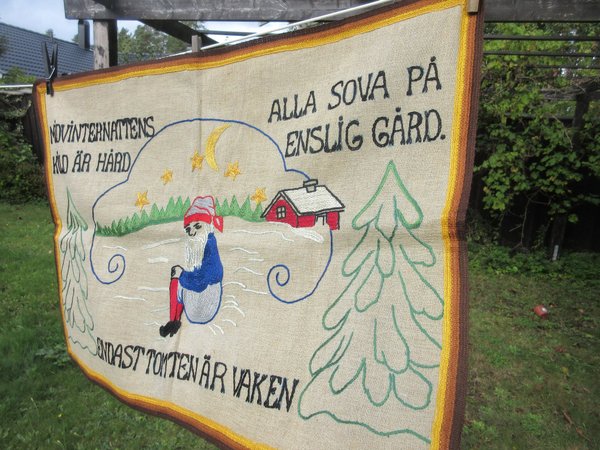 MIDVINTERNATTENS
KÖLD ÄR HÅRD
ALLA SOVA PÅ
ENSLIG GÅRD.
ENDAST TOMTEN ÄR VAKEN